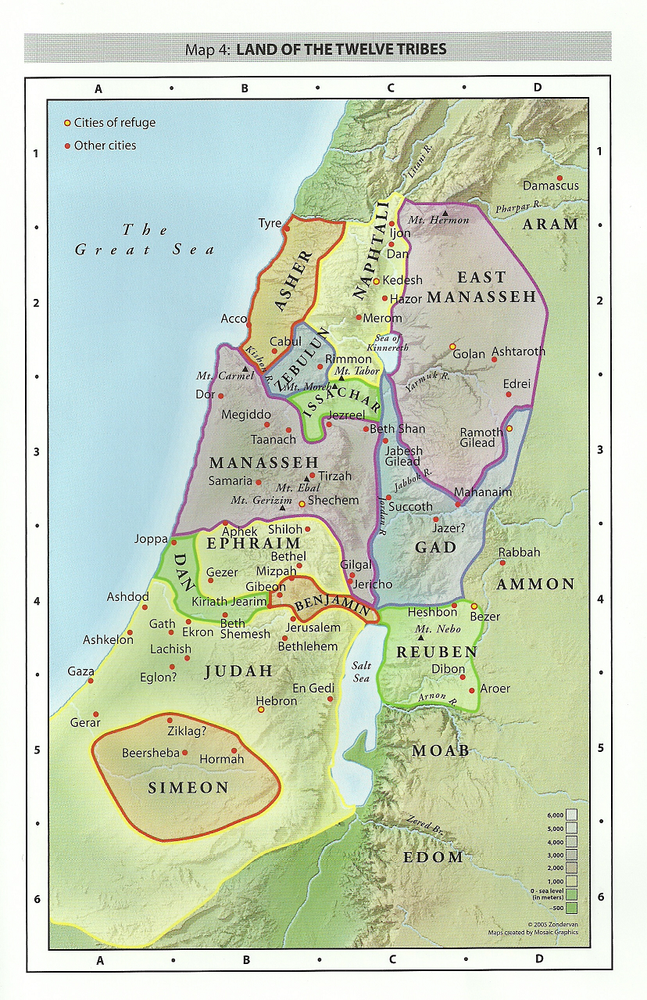 Map 4: LAND OF THE TWELVE TRIBES
A • B • C • D
Cities of refuge
Other cities
1
1
Litani R.
Damascus
Pharpar R.
ARAM
Mt. Hermon
Tyre
The
Great Sea
NAPHTALI
Ijon
Dan
ASHER
Kedesh
EAST
MANASSEH
2
2
Hazor
Acco
Merom
Cabul
Sea of
Kinnereth
Golan
Ashtaroth
Kishon R.
ZEBULUN
Rimmon
Mt. Tabor
Mt. Carmel
Mt. Moreh
Yarmuk R.
Edrei
Dor
ISSACHAR
Megiddo
Jezreel
Taanach
Beth Shan
Ramoth
Gilead
3
3
Jabesh
Gilead
MANASSEH
Samaria
Tirzah
Mt. Ebal
Jabbok R.
Mt. Gerizim
Shechem
Mahanaim
Succoth
Jordan R
Aphek
Shiloh
Jazer?
Joppa
EPHRAIM
GAD
DAN
Bethel
Rabbah
Gezer
Mizpah
Gilgal
Gibeon
Jericho
AMMON
4
4
Ashdod
Kiriath Jearim
BENJAMIN
Heshbon
Bezer
Gath
Ekron
Beth
Shemesh
Jerusalem
Mt. Nebo
Ashkelon
Bethlehem
Lachish
REUBEN
Gaza
Eglon?
JUDAH
Salt
Sea
Dibon
En Gedi
Aroer
Hebron
Arnon R.
Gerar
Ziklag?
5
5
Beersheba
Hormah
MOAB
SIMEON
Zered Br.
EDOM
6,000
5,000
4,000
3,000
2,000
1,000
0 - sea level
(in meters)
-500
6
6
© 2005 Zondervan
Maps created by Mosaic Graphics
A • B • C • D